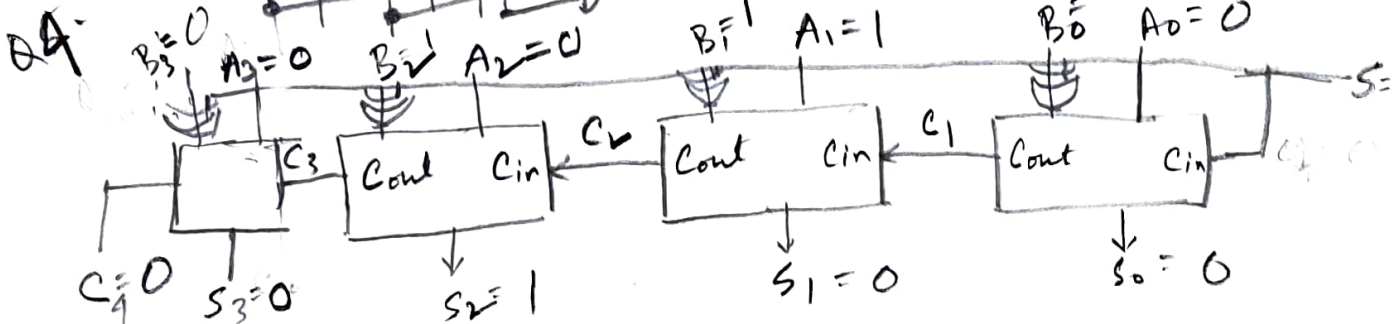 Q4.
B3=0 A3=0 B2=1 A2=0 B1=1 A1=1 B0= A0=0
S=
C3 Cout Cin C2 Cout Cin C1 Cout Cin
C4=0 S3=0 S2=1 S1=0 S0=0